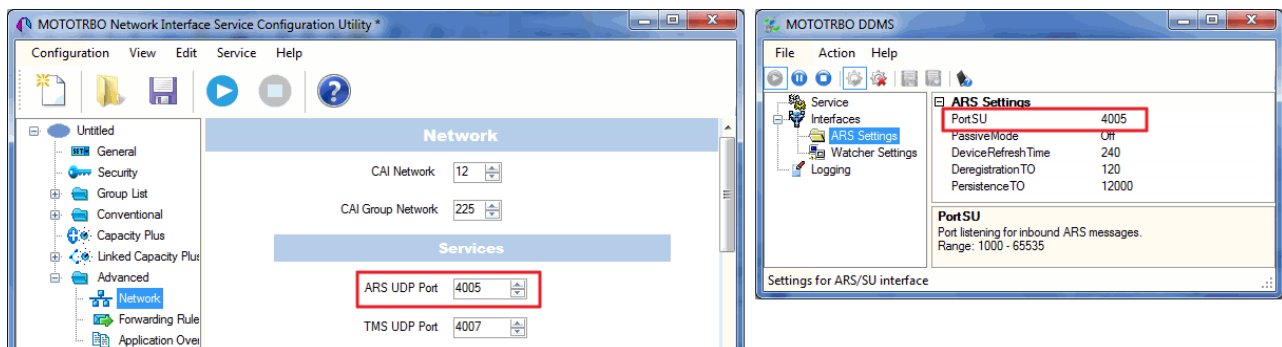 MOTOTRBO Network Interface Service Configuration Utility *
Configuration View Edit Service Help
Untitled
General
Security
Group List
Conventional
Capacity Plus
Linked Capacity Plus
Advanced
Network
Forwarding Rule
Application Over
Network
CAI Network 12
CAI Group Network 225
Services
ARS UDP Port 4005
TMS UDP Port 4007
MOTOTRBO DDMS
File Action Help
Service
Interfaces
ARS Settings
Watcher Settings
Logging
ARS Settings
PortSU 4005
PassiveMode Off
DeviceRefreshTime 240
DeregistrationTO 120
PersistenceTO 12000
PortSU
Port listening for inbound ARS messages.
Range: 1000 - 65535
Settings for ARS/SU interface